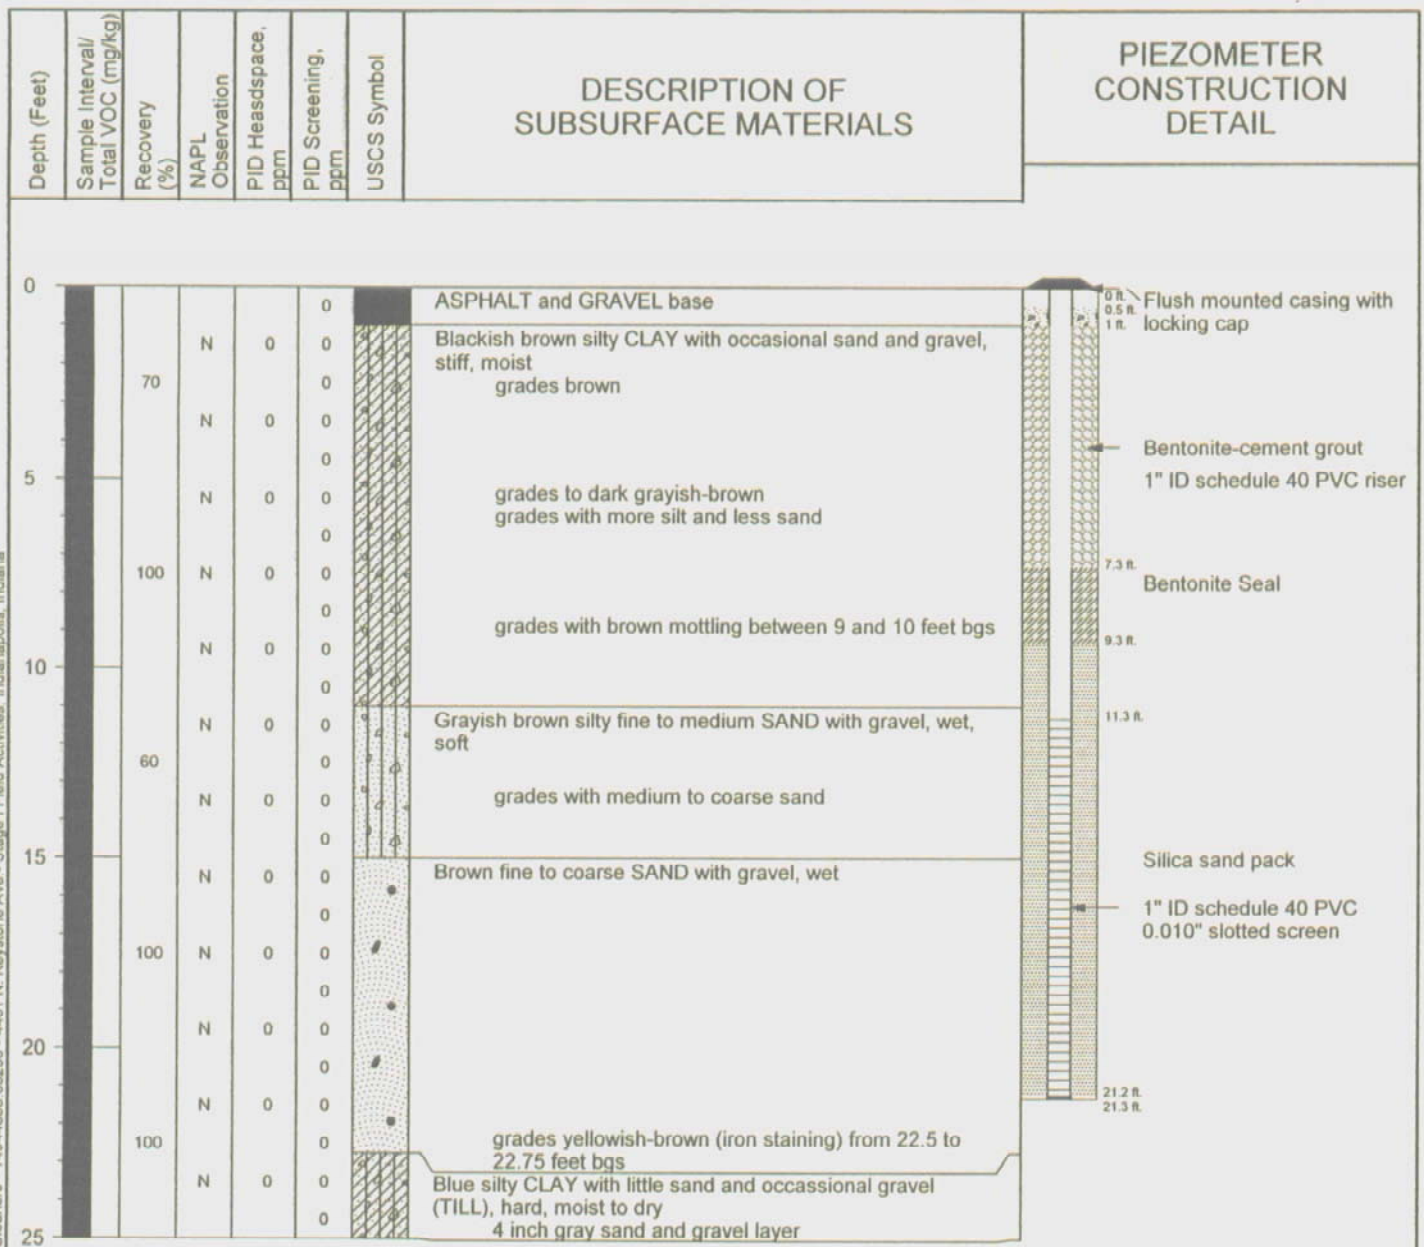 Depth (Feet)
Sample Interval/
Total VOC (mg/kg)
Recovery
(%)
NAPL
Observation
PID Heasdspace,
ppm
PID Screening,
ppm
USCS Symbol
DESCRIPTION OF
SUBSURFACE MATERIALS
PIEZOMETER
CONSTRUCTION
DETAIL
0
0
ASPHALT and GRAVEL base
0 ft.
0.5 ft.
1 ft.
Flush mounted casing with
locking cap
N 0 0
Blackish brown silty CLAY with occasional sand and gravel,
stiff, moist
70 0
grades brown
N 0 0
0
Bentonite-cement grout
5
1" ID schedule 40 PVC riser
N 0 0
grades to dark grayish-brown
grades with more silt and less sand
0
7.3 ft.
100 N 0 0
Bentonite Seal
0
grades with brown mottling between 9 and 10 feet bgs
9.3 ft.
N 0 0
10
0
N 0 0
Grayish brown silty fine to medium SAND with gravel, wet,
soft
11.3 ft.
60 0
N 0 0
grades with medium to coarse sand
0
15
Silica sand pack
N 0 0
Brown fine to coarse SAND with gravel, wet
0
1" ID schedule 40 PVC
0.010" slotted screen
100 N 0 0
0
N 0 0
20
0
N 0 0
21.2 ft.
21.3 ft.
100 0
grades yellowish-brown (iron staining) from 22.5 to
22.75 feet bgs
N 0 0
Blue silty CLAY with little sand and occassional gravel
(TILL), hard, moist to dry
0
4 inch gray sand and gravel layer
25